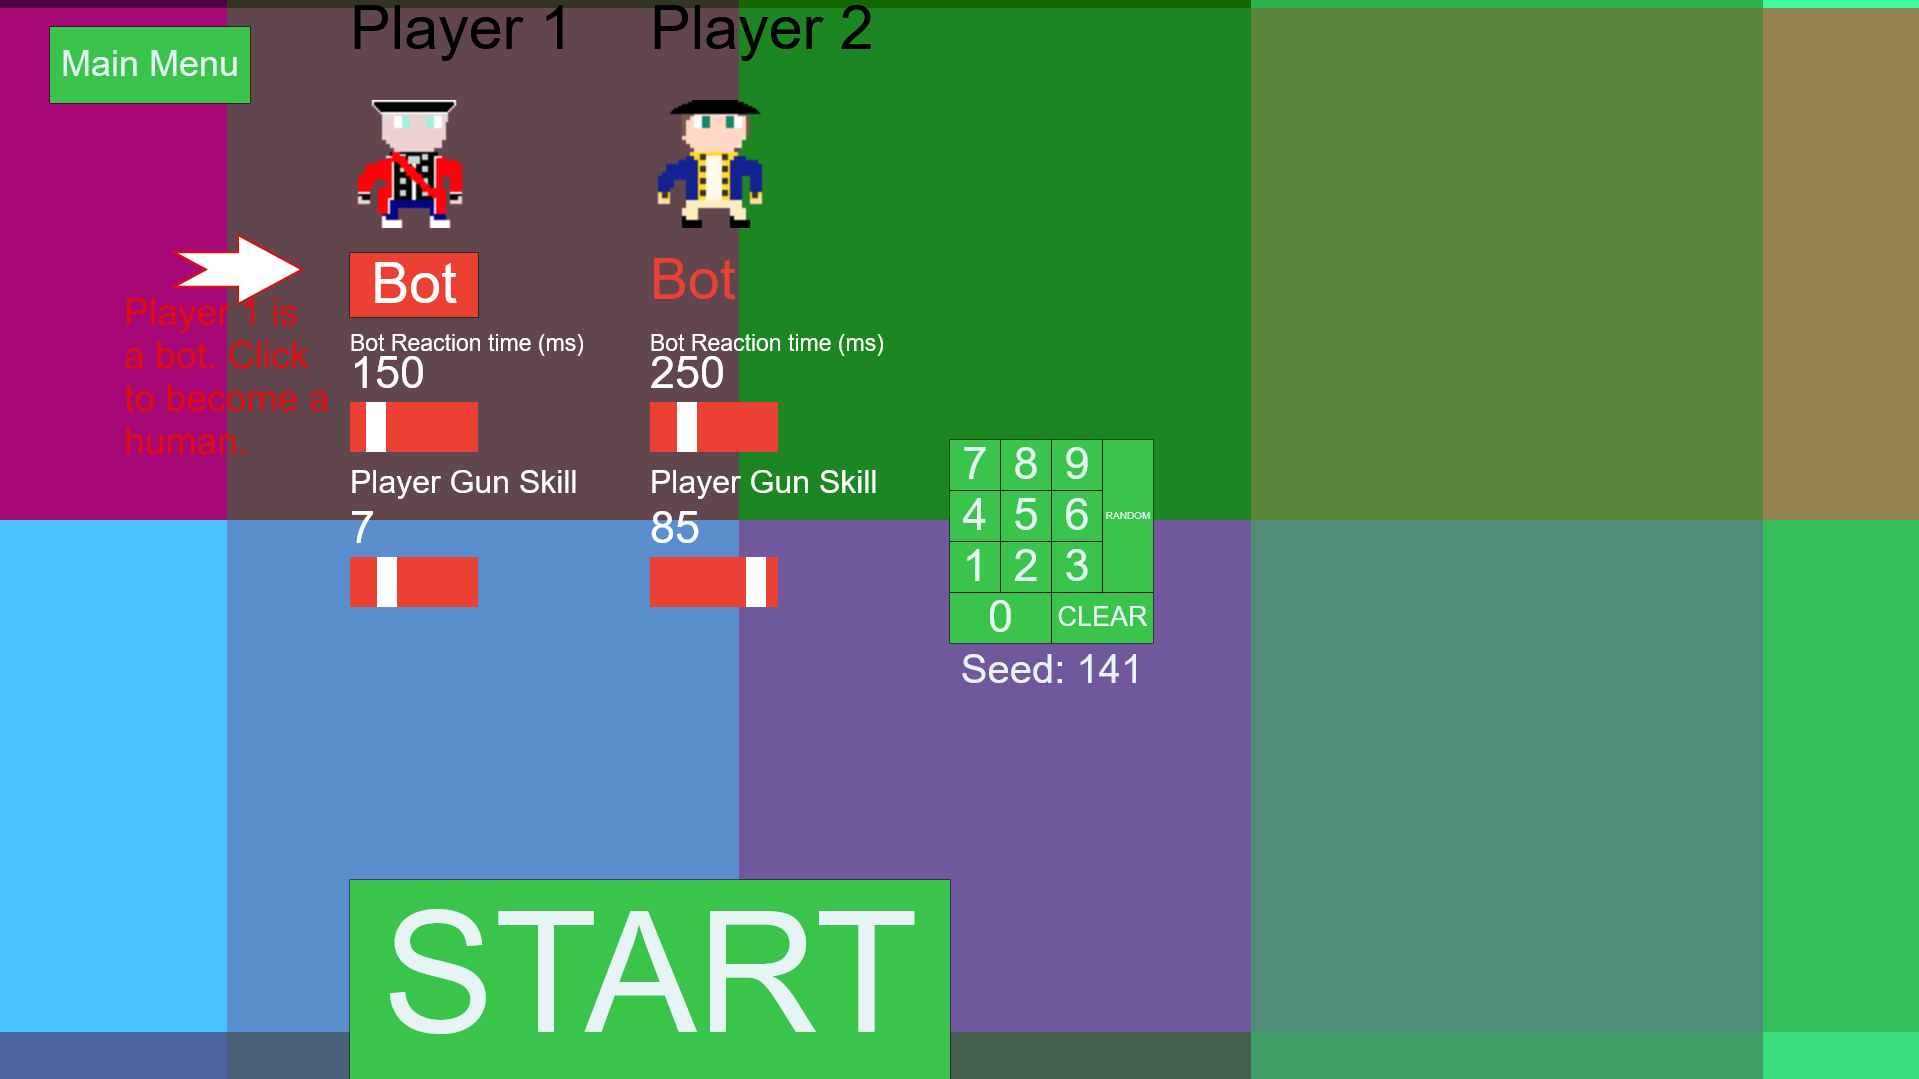 Player 1
Player 2
Main Menu
Bot
Bot
Player 1 is
a bot. Click
to become a
human.
Bot Reaction time (ms)
150
Bot Reaction time (ms)
250
Player Gun Skill
7
Player Gun Skill
85
7 8 9
4 5 6 RANDOM
1 2 3
0 CLEAR
Seed: 141
START